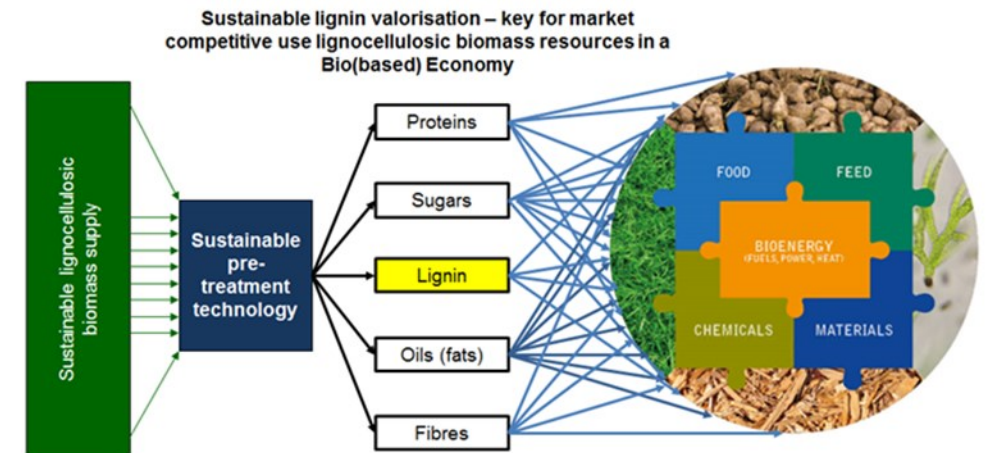 Sustainable lignin valorisation – key for market
competitive use lignocellulosic biomass resources in a
Bio(based) Economy
Sustainable lignocellulosic
biomass supply
Sustainable
pre-
treatment
technology
Proteins
Sugars
Lignin
Oils (fats)
Fibres
FOOD
FEED
BIOENERGY
(FUELS, POWER, HEAT)
CHEMICALS
MATERIALS